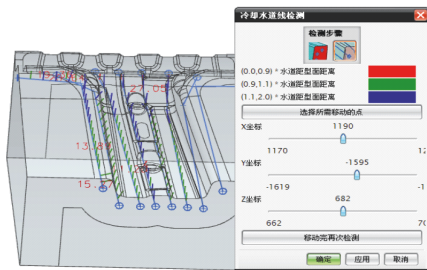 冷却水道线检测
检测步骤
(0.0,0.9) * 水道距型面距离
(0.9,1.1) * 水道距型面距离
(1.1,2.0) * 水道距型面距离
选择所需移动的点
X坐标
1190
1170
12
Y坐标
-1595
-1619
-1
Z坐标
682
662
70
移动完再次检测
确定
应用
取消